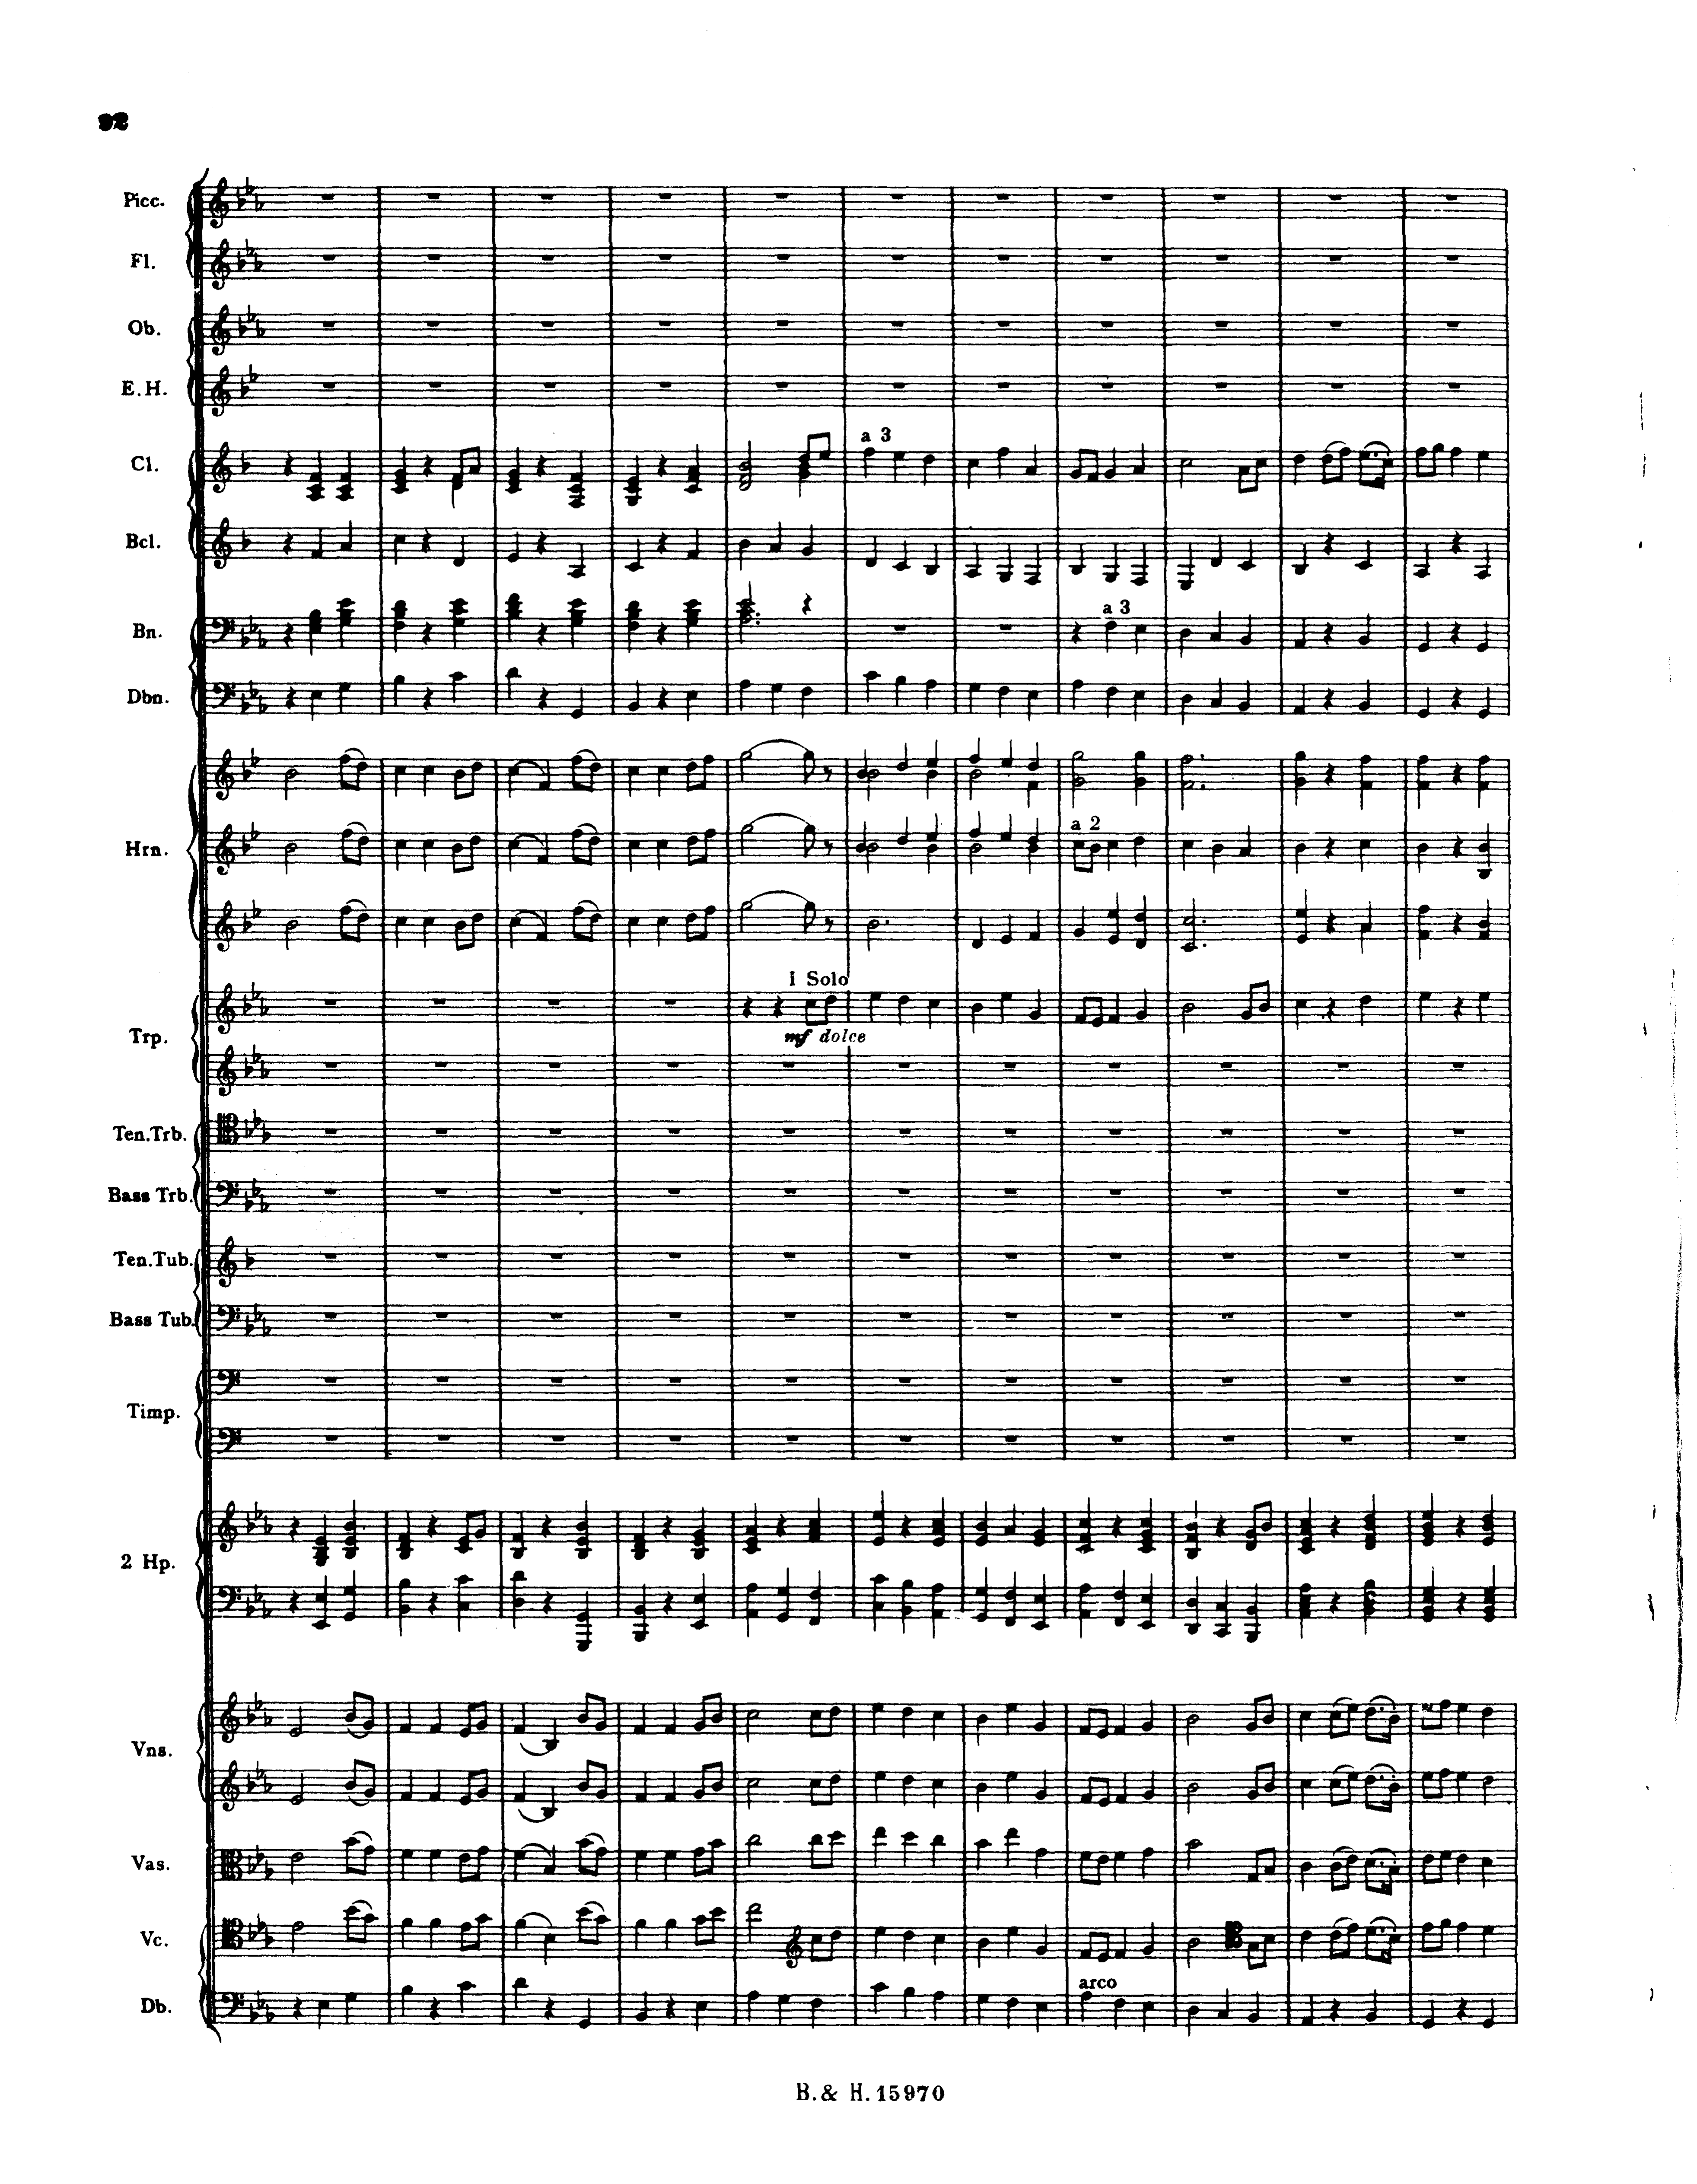 92
Picc.
Fl.
Ob.
E.H.
a 3
Cl.
Bcl.
a 3
Bn.
Dbn.
a 2
Hrn.
I Solo
mf dolce
Trp.
Ten.Trb.
Bass Trb.
Ten.Tub.
Bass Tub.
Timp.
2 Hp.
Vns.
Vas.
Vc.
arco
Db.
B.& H.15970